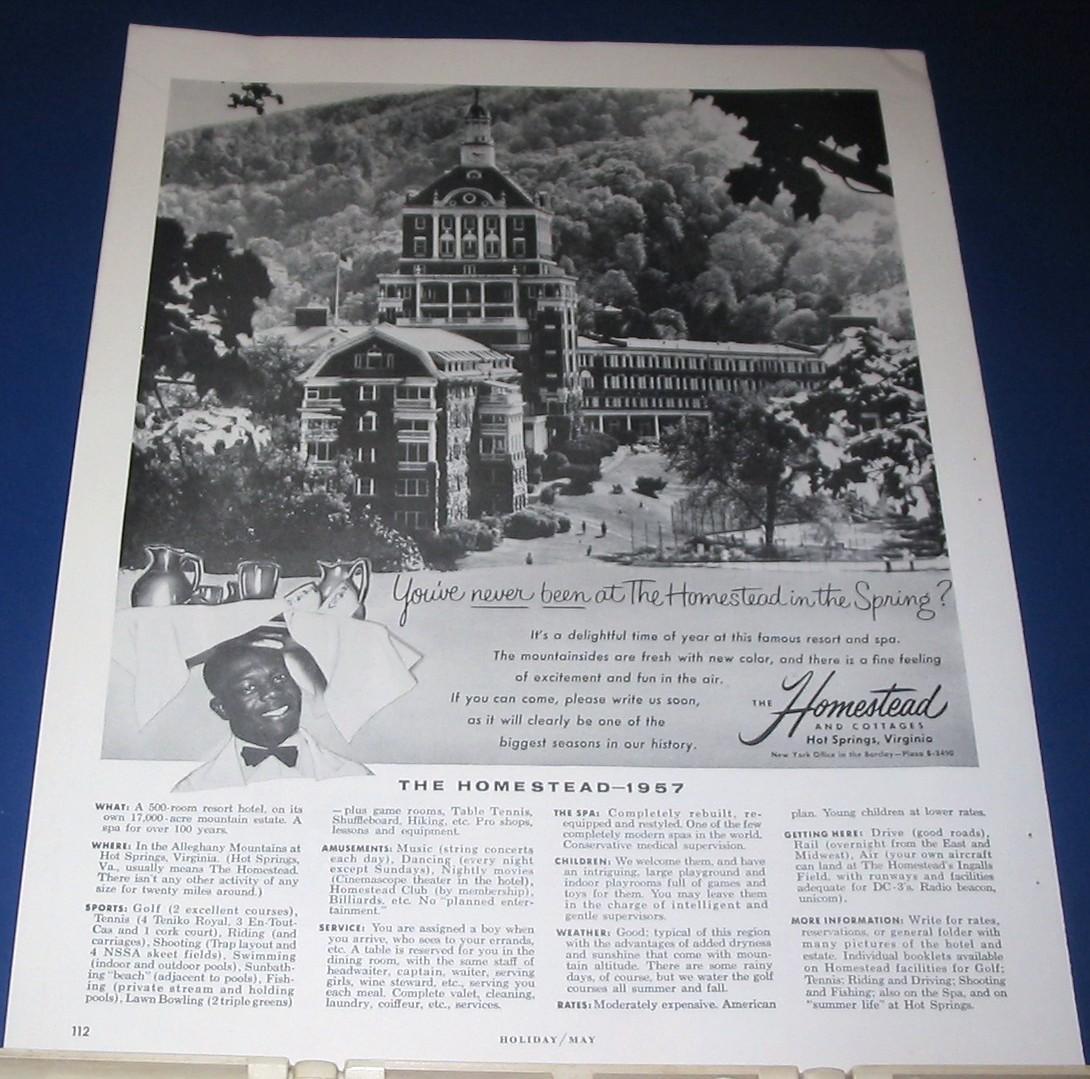 You've never been at The Homestead in the Spring?
It's a delightful time of year at this famous resort and spa.
The mountainsides are fresh with new color, and there is a fine feeling
of excitement and fun in the air.
If you can come, please write us soon,
as it will clearly be one of the
biggest seasons in our history.
THE Homestead
AND COTTAGES
Hot Springs, Virginia
New York Office in the Barclay—Plaza 5-2490
THE HOMESTEAD—1957
WHAT: A 500-room resort hotel, on its
own 17,000-acre mountain estate. A
spa for over 100 years.
WHERE: In the Alleghany Mountains at
Hot Springs, Virginia. (Hot Springs,
Va., usually means The Homestead.
There isn't any other activity of any
size for twenty miles around.)
SPORTS: Golf (2 excellent courses),
Tennis (4 Teniko Royal, 3 En-Tout-
Cas and 1 cork court), Riding (and
carriages), Shooting (Trap layout and
4 NSSA skeet fields), Swimming
(indoor and outdoor pools), Sunbath-
ing "beach" (adjacent to pools), Fish-
ing (private stream and holding
pools), Lawn Bowling (2 triple greens)
—plus game rooms, Table Tennis,
Shuffleboard, Hiking, etc. Pro shops,
lessons and equipment.
AMUSEMENTS: Music (string concerts
each day), Dancing (every night
except Sundays), Nightly movies
(Cinemascope theater in the hotel),
Homestead Club (by membership),
Billiards, etc. No "planned enter-
tainment."
SERVICE: You are assigned a boy when
you arrive, who sees to your errands,
etc. A table is reserved for you in the
dining room, with the same staff of
headwaiter, captain, waiter, serving
girls, wine steward, etc., serving you
each meal. Complete valet, cleaning,
laundry, coiffeur, etc., services.
THE SPA: Completely rebuilt, re-
equipped and restyled. One of the few
completely modern spas in the world.
Conservative medical supervision.
CHILDREN: We welcome them, and have
an intriguing, large playground and
indoor playrooms full of games and
toys for them. You may leave them
in the charge of intelligent and
gentle supervisors.
WEATHER: Good; typical of this region
with the advantages of added dryness
and sunshine that come with moun-
tain altitude. There are some rainy
days, of course, but we water the golf
courses all summer and fall.
RATES: Moderately expensive. American
plan. Young children at lower rates.
GETTING HERE: Drive (good roads),
Rail (overnight from the East and
Midwest), Air (your own aircraft
can land at The Homestead's Ingalls
Field, with runways and facilities
adequate for DC-3's. Radio beacon,
unicom).
MORE INFORMATION: Write for rates,
reservations, or general folder with
many pictures of the hotel and
estate. Individual booklets available
on Homestead facilities for Golf;
Tennis; Riding and Driving; Shooting
and Fishing; also on the Spa, and on
"summer life" at Hot Springs.
112
HOLIDAY/MAY